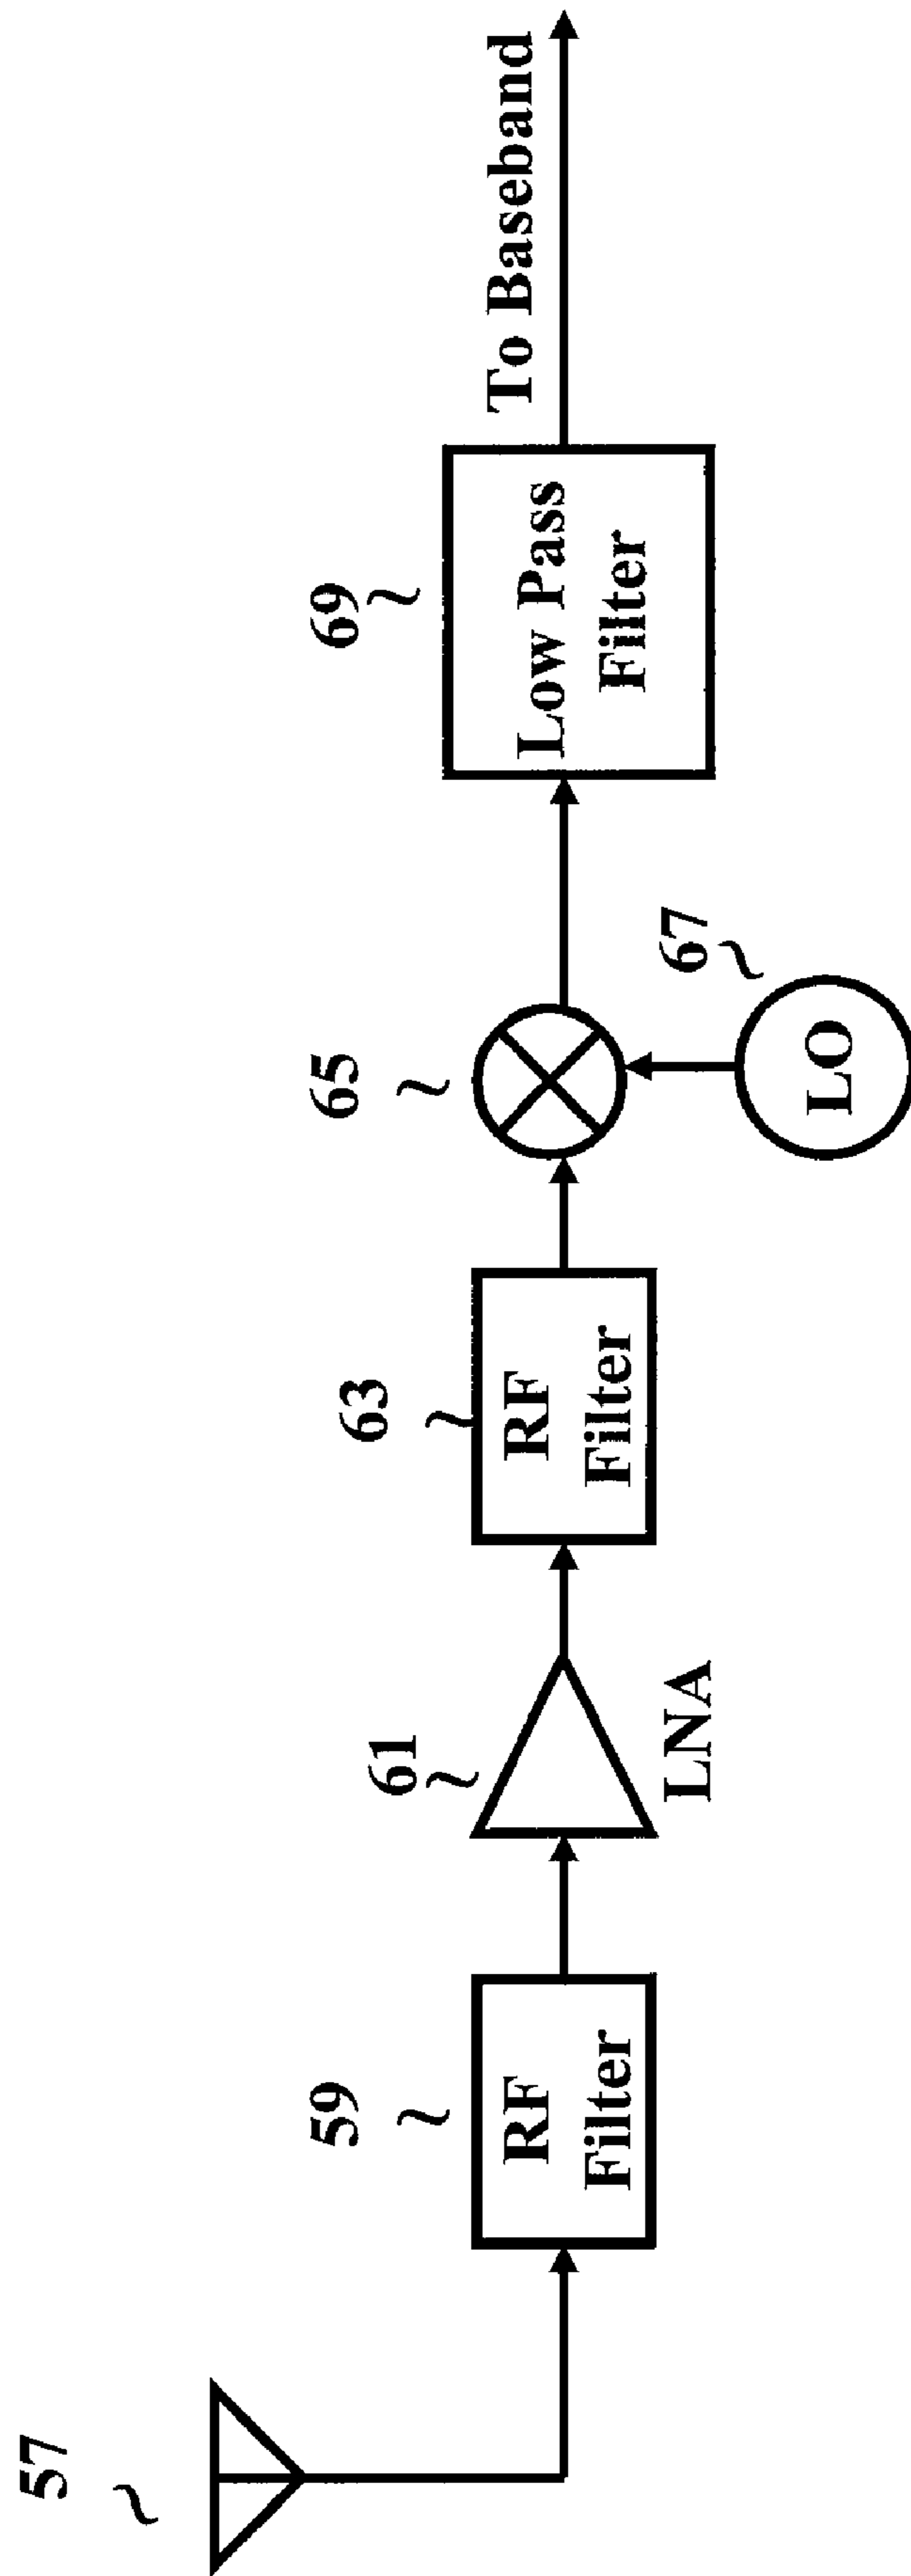 57
59
RF
Filter
61
LNA
63
RF
Filter
65
67
LO
69
Low Pass
Filter
To Baseband